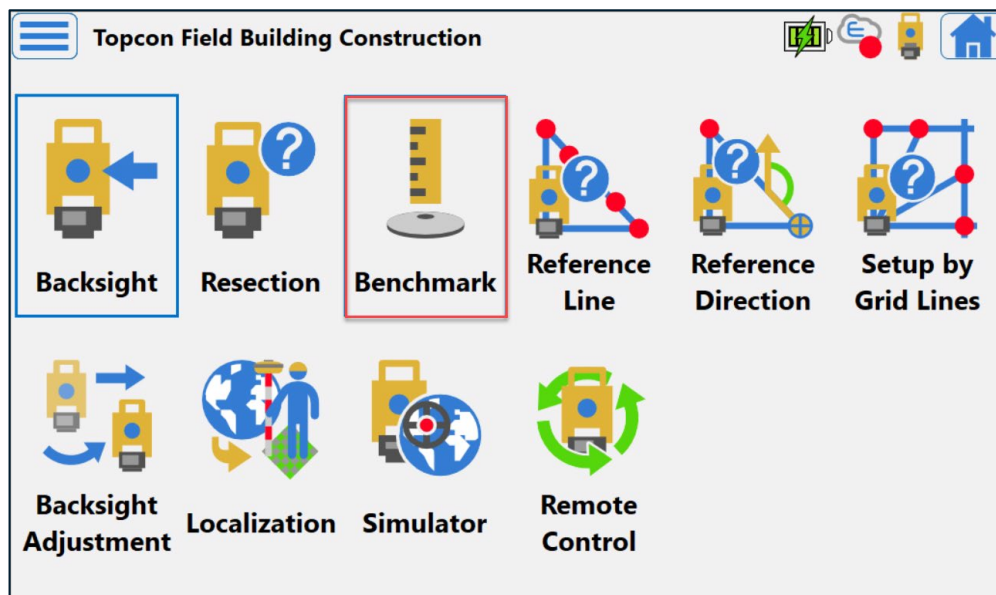 Topcon Field Building Construction
Backsight
Resection
Benchmark
Reference
Line
Reference
Direction
Setup by
Grid Lines
Backsight
Adjustment
Localization
Simulator
Remote
Control